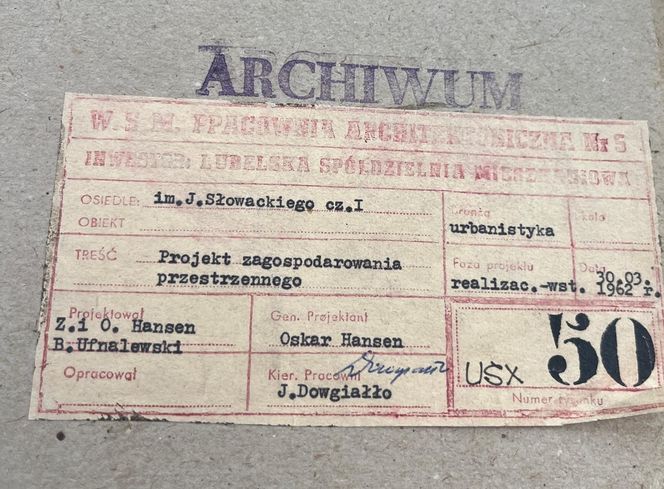 ARCHIWUM
W.S.M. PRACOWNIA ARCHITEKTONICZNA Nr 5
INWESTOR: LUBELSKA SPÓŁDZIELNIA MIESZKANIOWA
OSIEDLE: im.J.Słowackiego cz.I
OBIEKT
Branża
urbanistyka
Skala
TREŚĆ Projekt zagospodarowania
przestrzennego
Faza projektu
realizac.-wst.
Data
30.03.
1962 r.
Projektował
Z.i O. Hansen
B.Ufnalewski
Gen. Projektant
Oskar Hansen
Opracował
Kier. Pracowni
J.Dowgiałło
USX 50
Numer rysunku